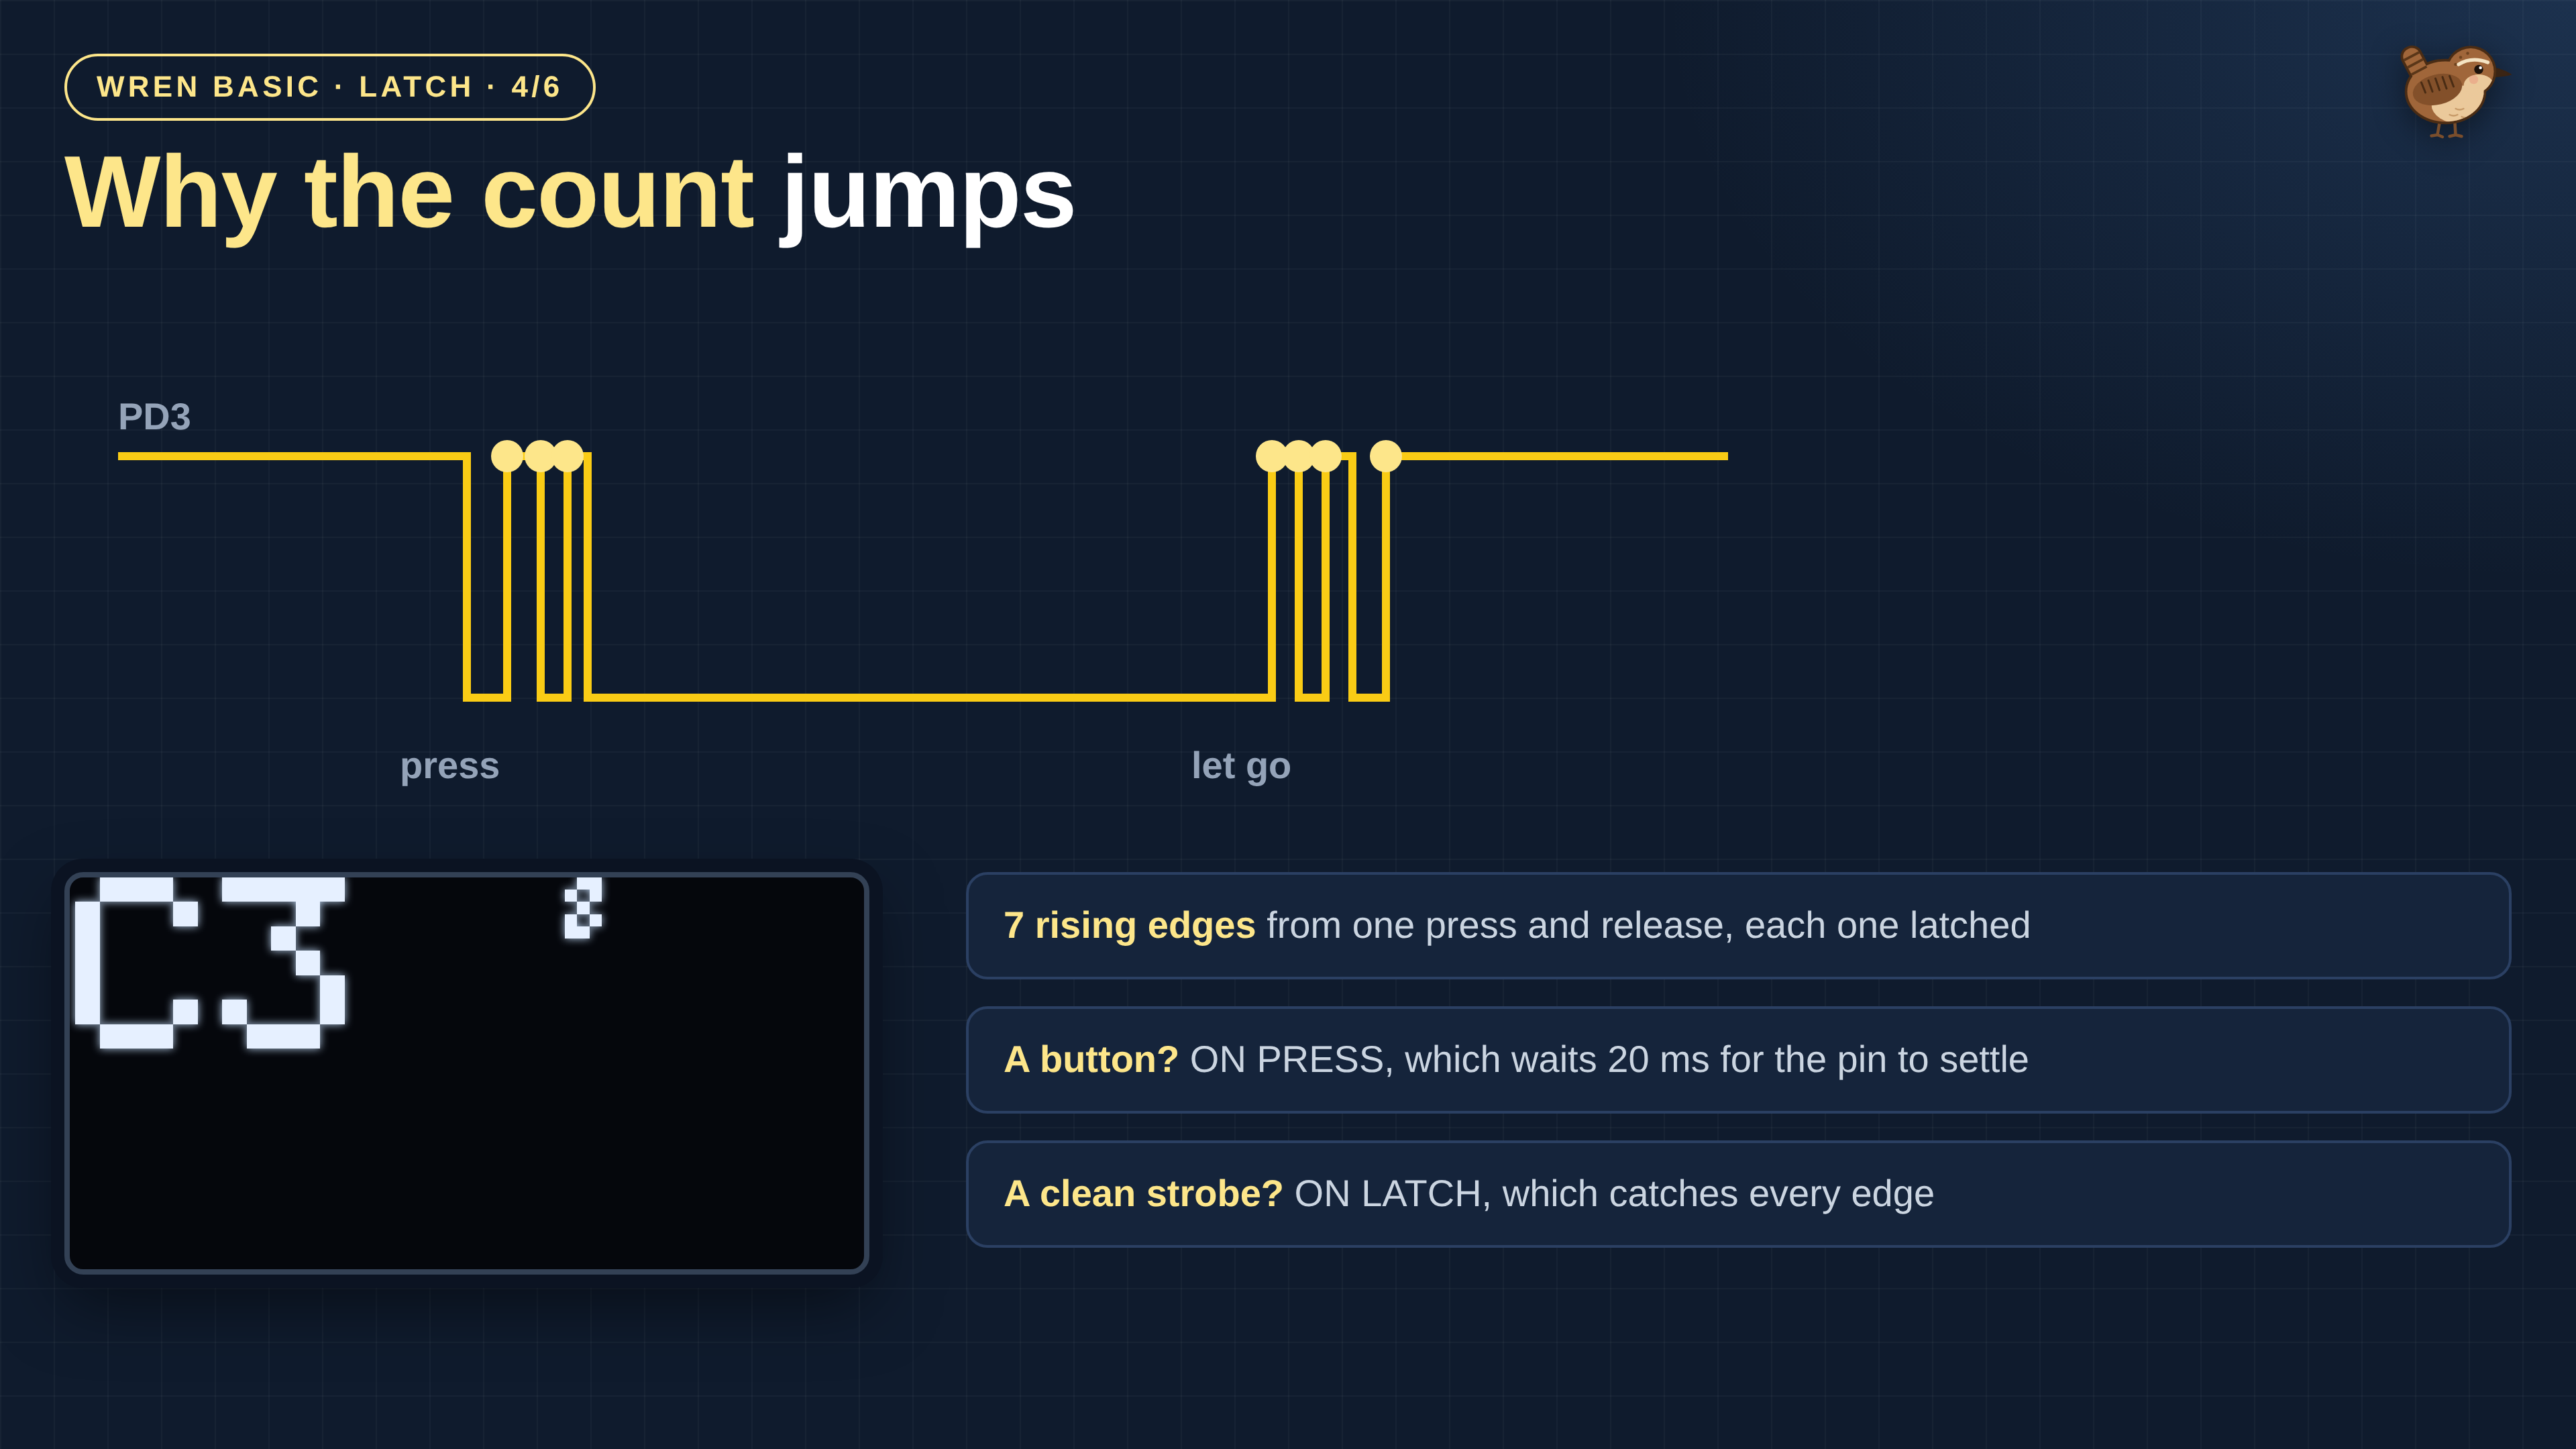 WREN BASIC · LATCH · 4/6
Why the count jumps
PD3
press
let go
C3
7 rising edges from one press and release, each one latched
A button? ON PRESS, which waits 20 ms for the pin to settle
A clean strobe? ON LATCH, which catches every edge